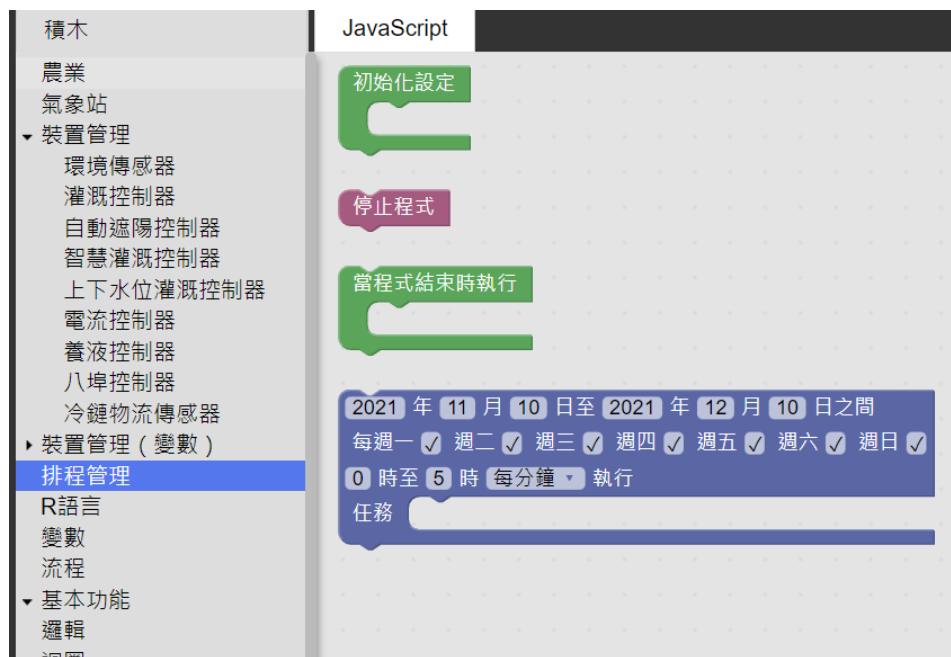 積木
JavaScript
農業
氣象站
裝置管理
環境傳感器
灌溉控制器
自動遮陽控制器
智慧灌溉控制器
上下水位灌溉控制器
電流控制器
養液控制器
八埠控制器
冷鏈物流傳感器
裝置管理（變數）
排程管理
R語言
變數
流程
基本功能
邏輯
初始化設定
停止程式
當程式結束時執行
2021 年 11 月 10 日至 2021 年 12 月 10 日之間
每週一 ✓ 週二 ✓ 週三 ✓ 週四 ✓ 週五 ✓ 週六 ✓ 週日 ✓
0 時至 5 時 每分鐘 執行
任務